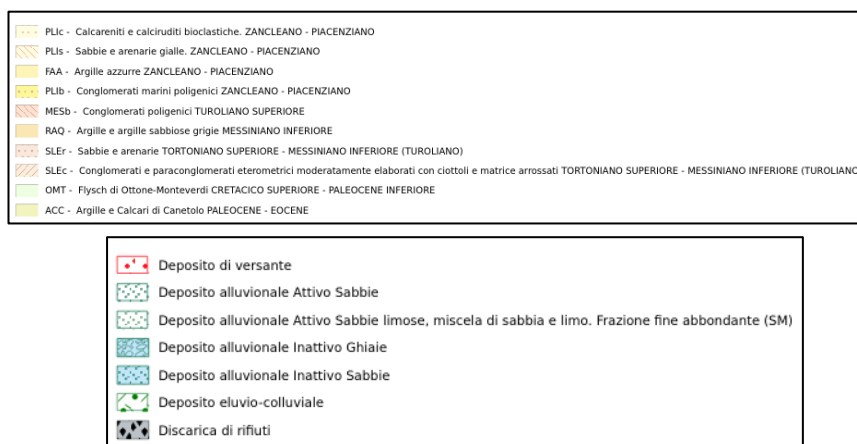 PLIc - Calcareniti e calciruditi bioclastiche. ZANCLEANO - PIACENZIANO
PLIs - Sabbie e arenarie gialle. ZANCLEANO - PIACENZIANO
FAA - Argille azzurre ZANCLEANO - PIACENZIANO
PLIb - Conglomerati marini poligenici ZANCLEANO - PIACENZIANO
MESb - Conglomerati poligenici TUROLIANO SUPERIORE
RAQ - Argille e argille sabbiose grigie MESSINIANO INFERIORE
SLEr - Sabbie e arenarie TORTONIANO SUPERIORE - MESSINIANO INFERIORE (TUROLIANO)
SLEc - Conglomerati e paraconglomerati eterometrici moderatamente elaborati con ciottoli e matrice arrossati TORTONIANO SUPERIORE - MESSINIANO INFERIORE (TUROLIANO
OMT - Flysch di Ottone-Monteverdi CRETACICO SUPERIORE - PALEOCENE INFERIORE
ACC - Argille e Calcari di Canetolo PALEOCENE - EOCENE
Deposito di versante
Deposito alluvionale Attivo Sabbie
Deposito alluvionale Attivo Sabbie limose, miscela di sabbia e limo. Frazione fine abbondante (SM)
Deposito alluvionale Inattivo Ghiaie
Deposito alluvionale Inattivo Sabbie
Deposito eluvio-colluviale
Discarica di rifiuti